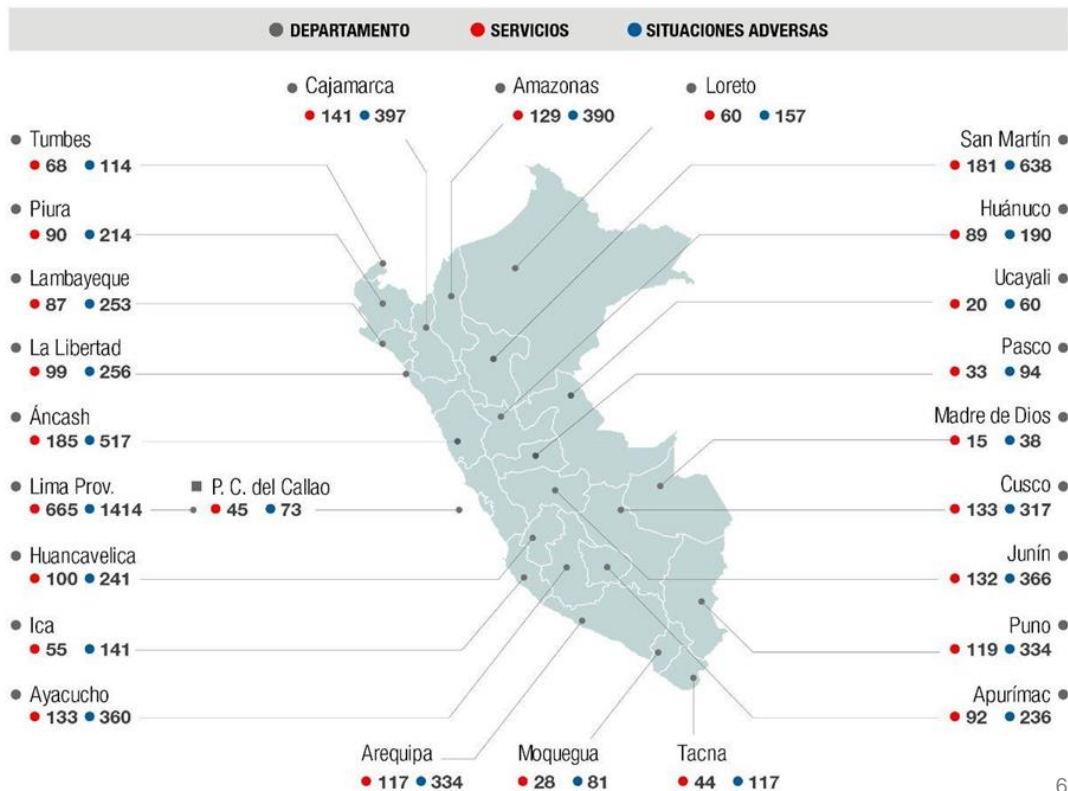 DEPARTAMENTO SERVICIOS SITUACIONES ADVERSAS
Cajamarca
141 397
Amazonas
129 390
Loreto
60 157
Tumbes
68 114
Piura
90 214
Lambayeque
87 253
La Libertad
99 256
Áncash
185 517
Lima Prov.
665 1414
P. C. del Callao
45 73
Huancavelica
100 241
Ica
55 141
Ayacucho
133 360
San Martín
181 638
Huánuco
89 190
Ucayali
20 60
Pasco
33 94
Madre de Dios
15 38
Cusco
133 317
Junín
132 366
Puno
119 334
Apurímac
92 236
Arequipa
117 334
Moquegua
28 81
Tacna
44 117
6